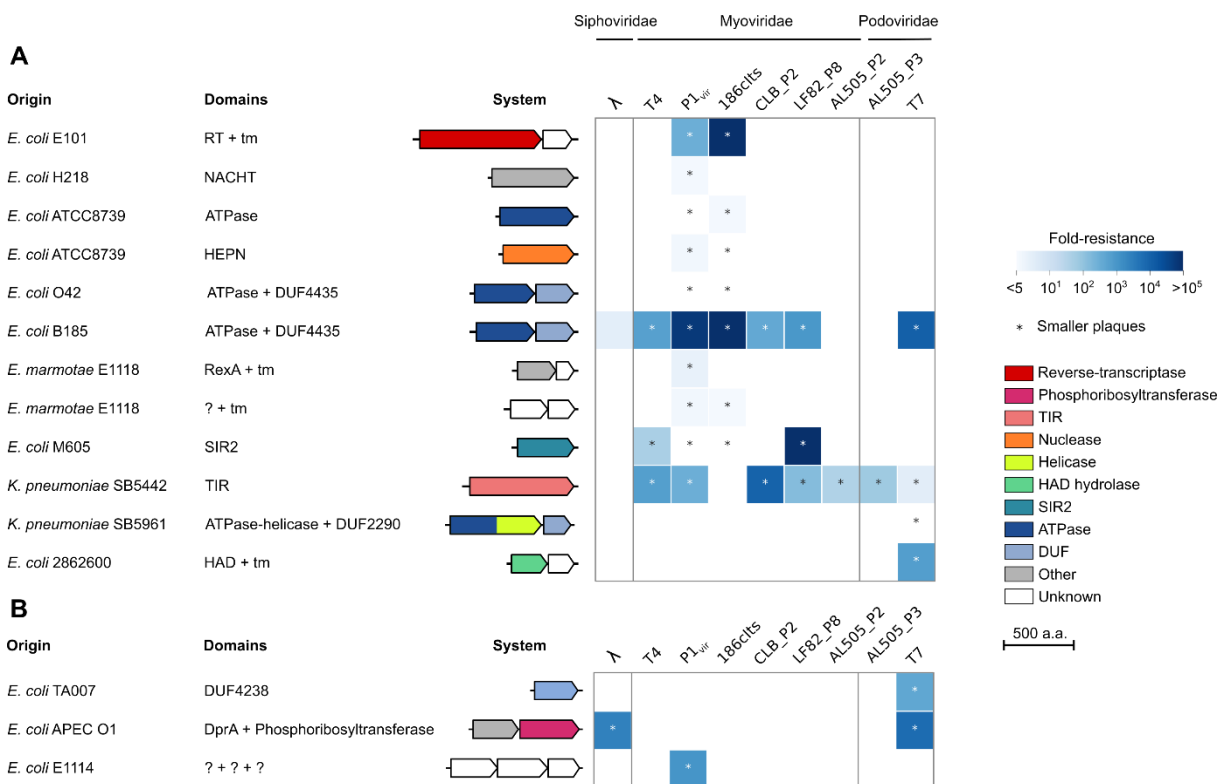 Siphoviridae Myoviridae Podoviridae
A
Origin Domains System λ T4 P1vir 186cIts CLB_P2 LF82_P8 AL505_P2 AL505_P3 T7
E. coli E101 RT + tm * *
E. coli H218 NACHT *
E. coli ATCC8739 ATPase * *
E. coli ATCC8739 HEPN * *
E. coli O42 ATPase + DUF4435 * *
E. coli B185 ATPase + DUF4435 * * * * * *
E. marmotae E1118 RexA + tm *
E. marmotae E1118 ? + tm * *
E. coli M605 SIR2 * * * *
K. pneumoniae SB5442 TIR * * * * * * *
K. pneumoniae SB5961 ATPase-helicase + DUF2290 *
E. coli 2862600 HAD + tm *
Fold-resistance
<5 10¹ 10² 10³ 10⁴ >10⁵
* Smaller plaques
Reverse-transcriptase
Phosphoribosyltransferase
TIR
Nuclease
Helicase
HAD hydrolase
SIR2
ATPase
DUF
Other
Unknown
500 a.a.
B
Origin Domains System λ T4 P1vir 186cIts CLB_P2 LF82_P8 AL505_P2 AL505_P3 T7
E. coli TA007 DUF4238 *
E. coli APEC O1 DprA + Phosphoribosyltransferase * *
E. coli E1114 ? + ? + ? *